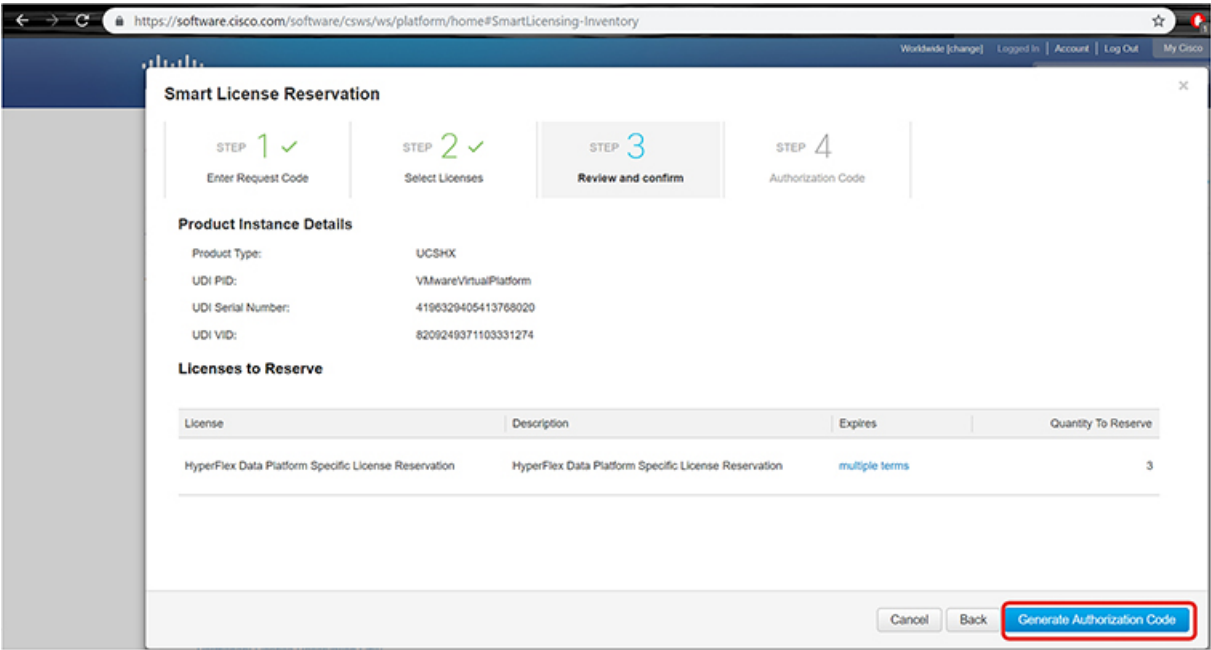 https://software.cisco.com/software/csws/ws/platform/home#SmartLicensing-Inventory
Worldwide [change] Logged In | Account | Log Out My Cisco
Smart License Reservation ×
STEP 1 ✓ STEP 2 ✓ STEP 3 STEP 4
Enter Request Code Select Licenses Review and confirm Authorization Code
Product Instance Details
Product Type: UCSHX
UDI PID: VMwareVirtualPlatform
UDI Serial Number: 4196329405413768020
UDI VID: 8209249371103331274
Licenses to Reserve
License Description Expires Quantity To Reserve
HyperFlex Data Platform Specific License Reservation HyperFlex Data Platform Specific License Reservation multiple terms 3
Cancel Back Generate Authorization Code